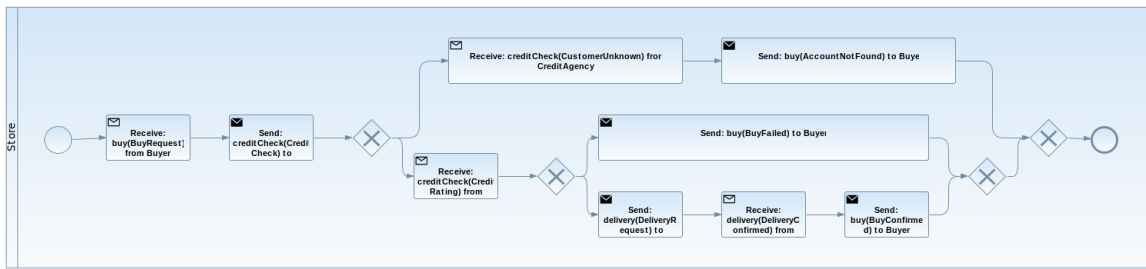 Store
Receive: creditCheck(CustomerUnknown) from
CreditAgency
Send: buy(AccountNotFound) to Buye
Receive:
buy(BuyRequest)
from Buyer
Send:
creditCheck(Credi
Check) to
Receive:
creditCheck(Credi
Rating) from
Send: buy(BuyFailed) to Buyer
Send:
delivery(DeliveryR
equest) to
Receive:
delivery(DeliveryC
onfirmed) from
Send:
buy(BuyConfirme
d) to Buyer